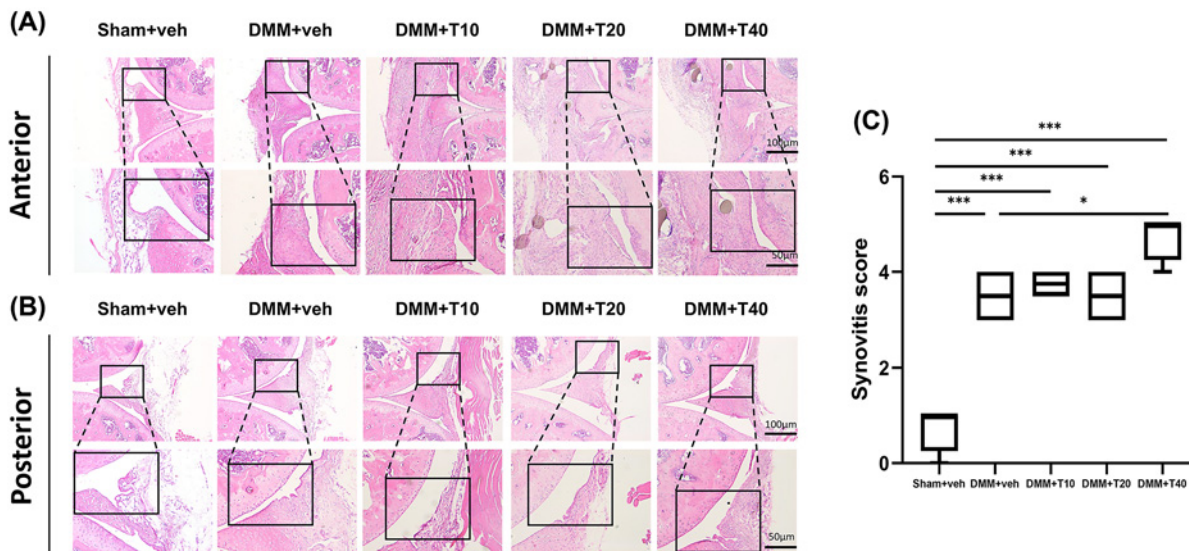 (A)
Sham+veh DMM+veh DMM+T10 DMM+T20 DMM+T40
Anterior
100μm
50μm
(B)
Sham+veh DMM+veh DMM+T10 DMM+T20 DMM+T40
Posterior
100μm
50μm
(C)
***
***
***
*** *
Synovitis score
6
4
2
0
Sham+veh DMM+veh DMM+T10 DMM+T20 DMM+T40